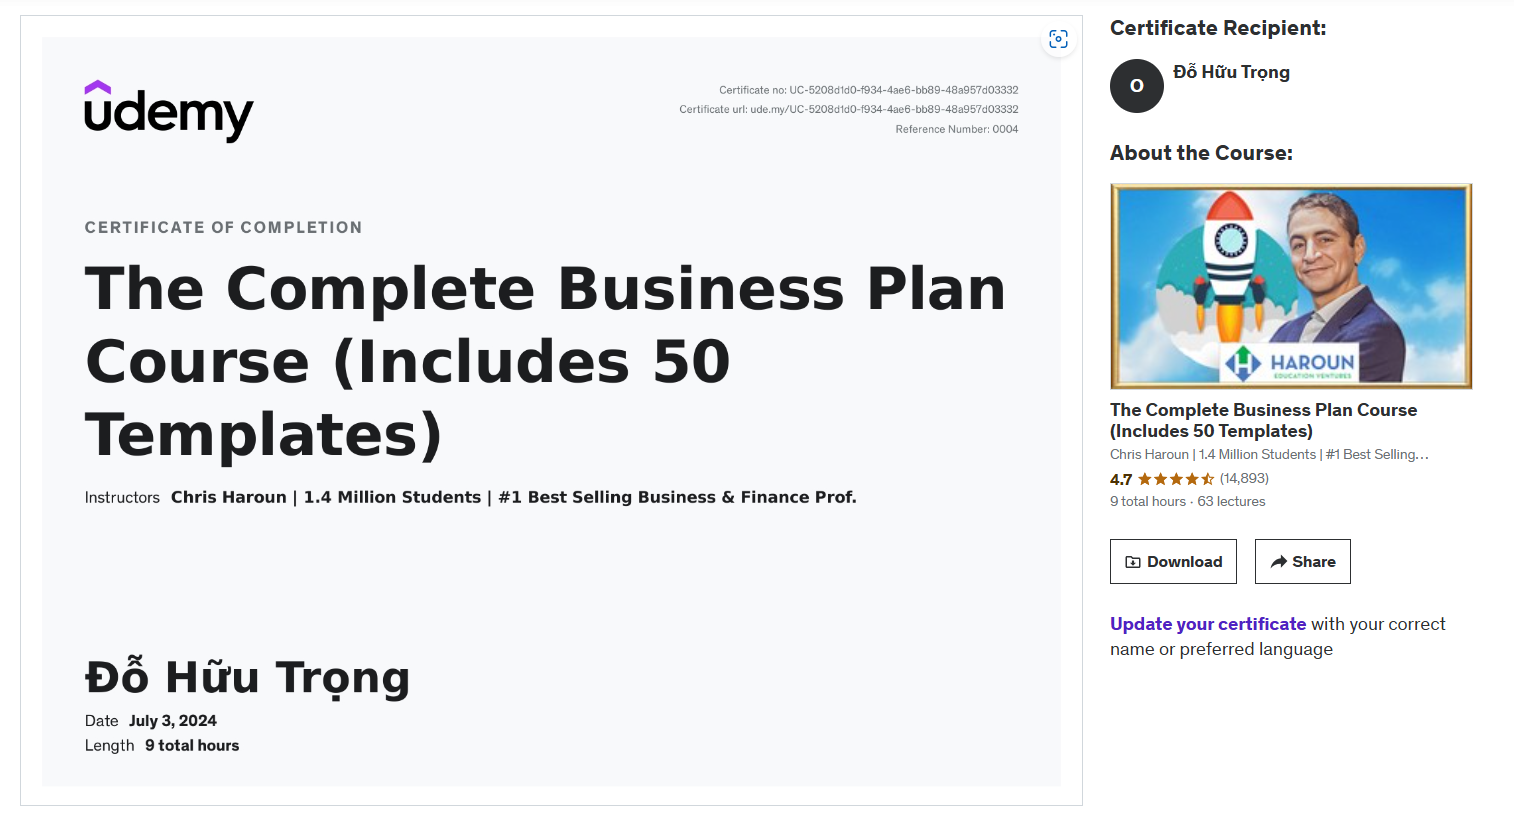 udemy
Certificate no: UC-5208d1d0-f934-4ae6-bb89-48a957d03332
Certificate url: ude.my/UC-5208d1d0-f934-4ae6-bb89-48a957d03332
Reference Number: 0004
CERTIFICATE OF COMPLETION
The Complete Business Plan
Course (Includes 50
Templates)
Instructors Chris Haroun | 1.4 Million Students | #1 Best Selling Business & Finance Prof.
Đỗ Hữu Trọng
Date July 3, 2024
Length 9 total hours
Certificate Recipient:
O
Đỗ Hữu Trọng
About the Course:
HAROUN
EDUCATION VENTURES
The Complete Business Plan Course
(Includes 50 Templates)
Chris Haroun | 1.4 Million Students | #1 Best Selling...
4.7 (14,893)
9 total hours · 63 lectures
Download
Share
Update your certificate with your correct
name or preferred language